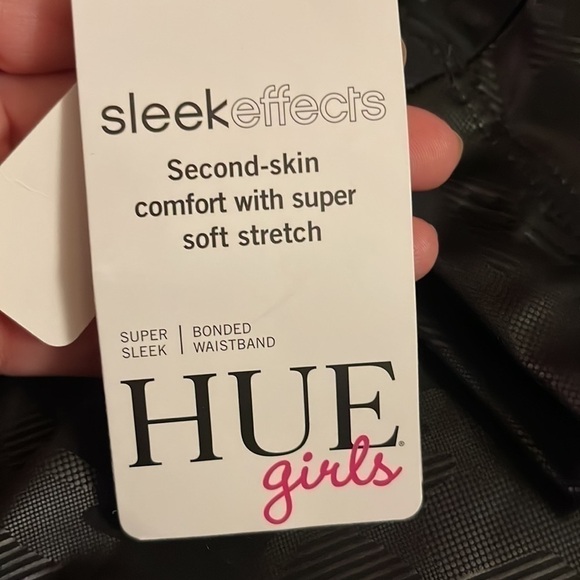 sleekeffects
Second-skin
comfort with super
soft stretch
SUPER SLEEK | BONDED WAISTBAND
HUE®
girls